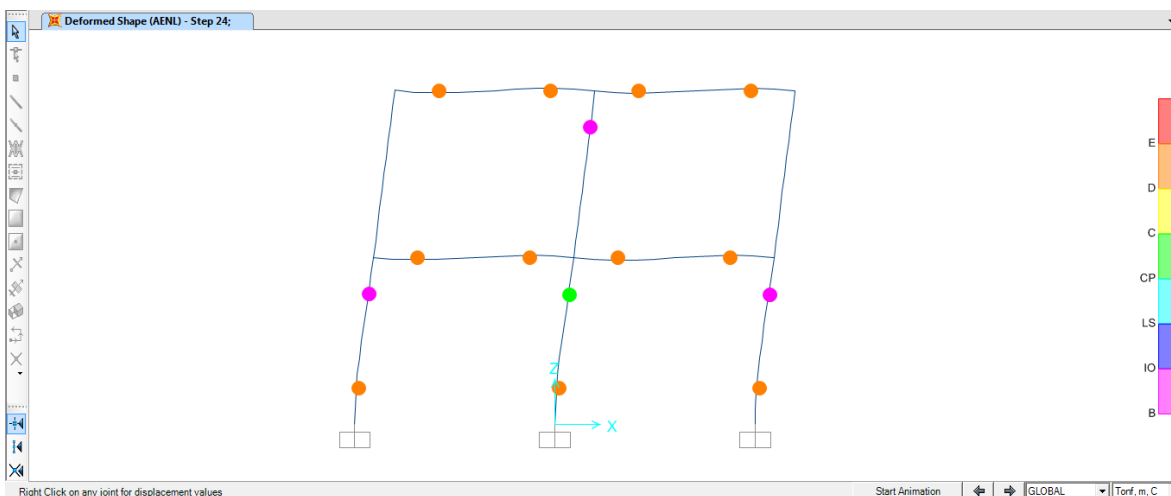 Deformed Shape (AENL) - Step 24;
E
D
C
CP
LS
IO
B
Z
X
Right Click on any joint for displacement values
Start Animation
GLOBAL
Tonf, m, C